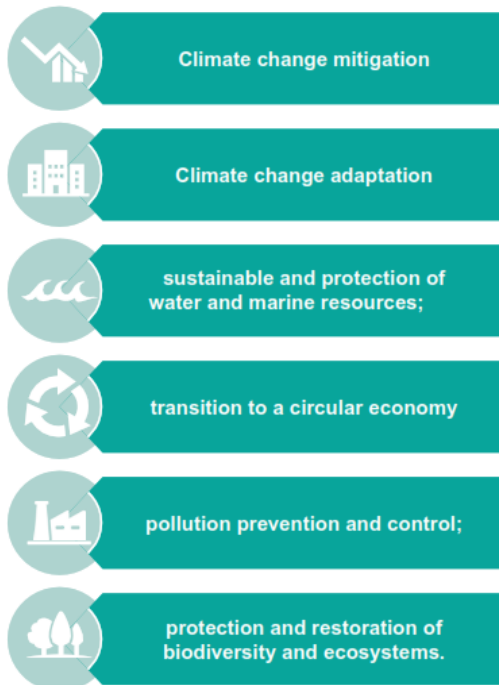 Climate change mitigation
Climate change adaptation
sustainable and protection of
water and marine resources;
transition to a circular economy
pollution prevention and control;
protection and restoration of
biodiversity and ecosystems.